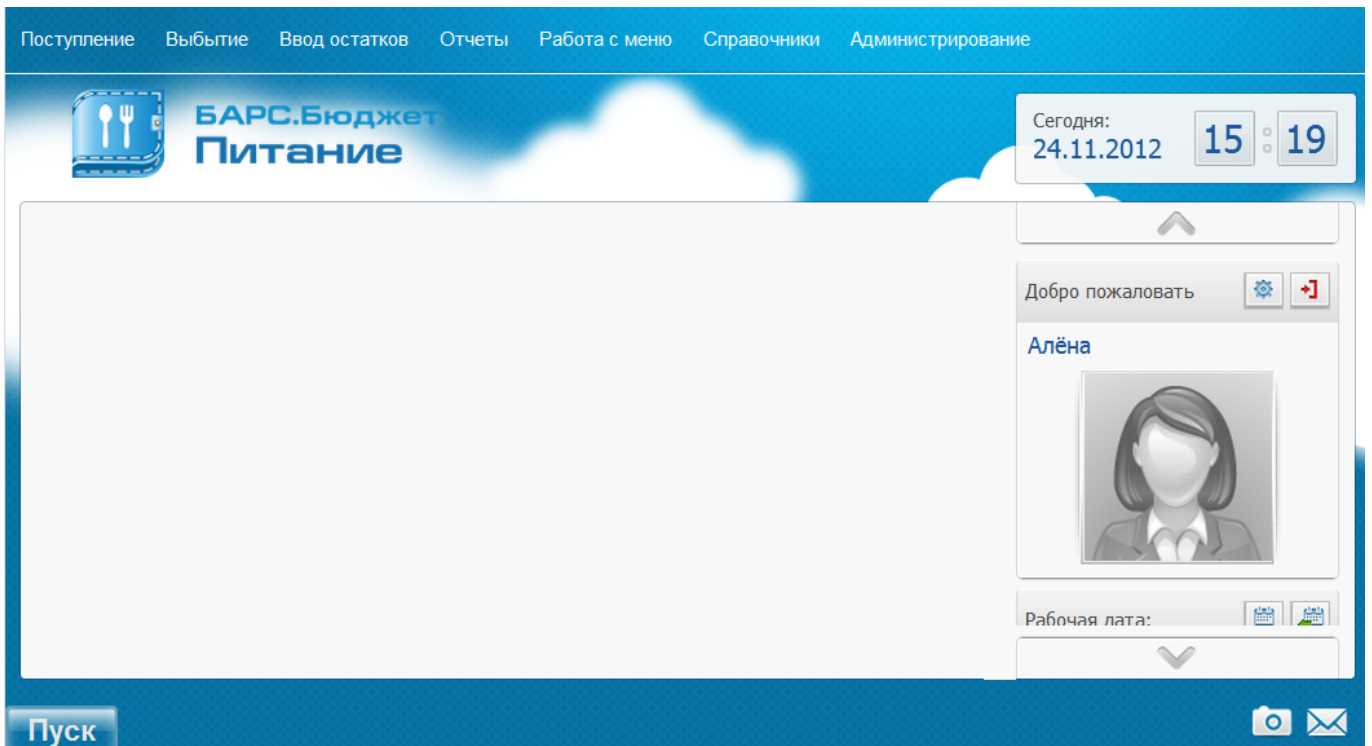 Поступление Выбытие Ввод остатков Отчеты Работа с меню Справочники Администрирование
БАРС.Бюджет
Питание
Сегодня:
24.11.2012
15 : 19
Добро пожаловать
Алёна
Рабочая дата:
Пуск